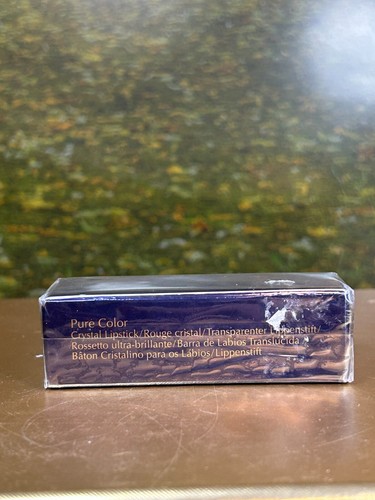 Pure Color
Crystal Lipstick/Rouge cristal/Transparenter Lippenstift/
Rossetto ultra-brillante/Barra de Labios Translúcida
Bâton Cristalino para os Lábios/Lippenstift